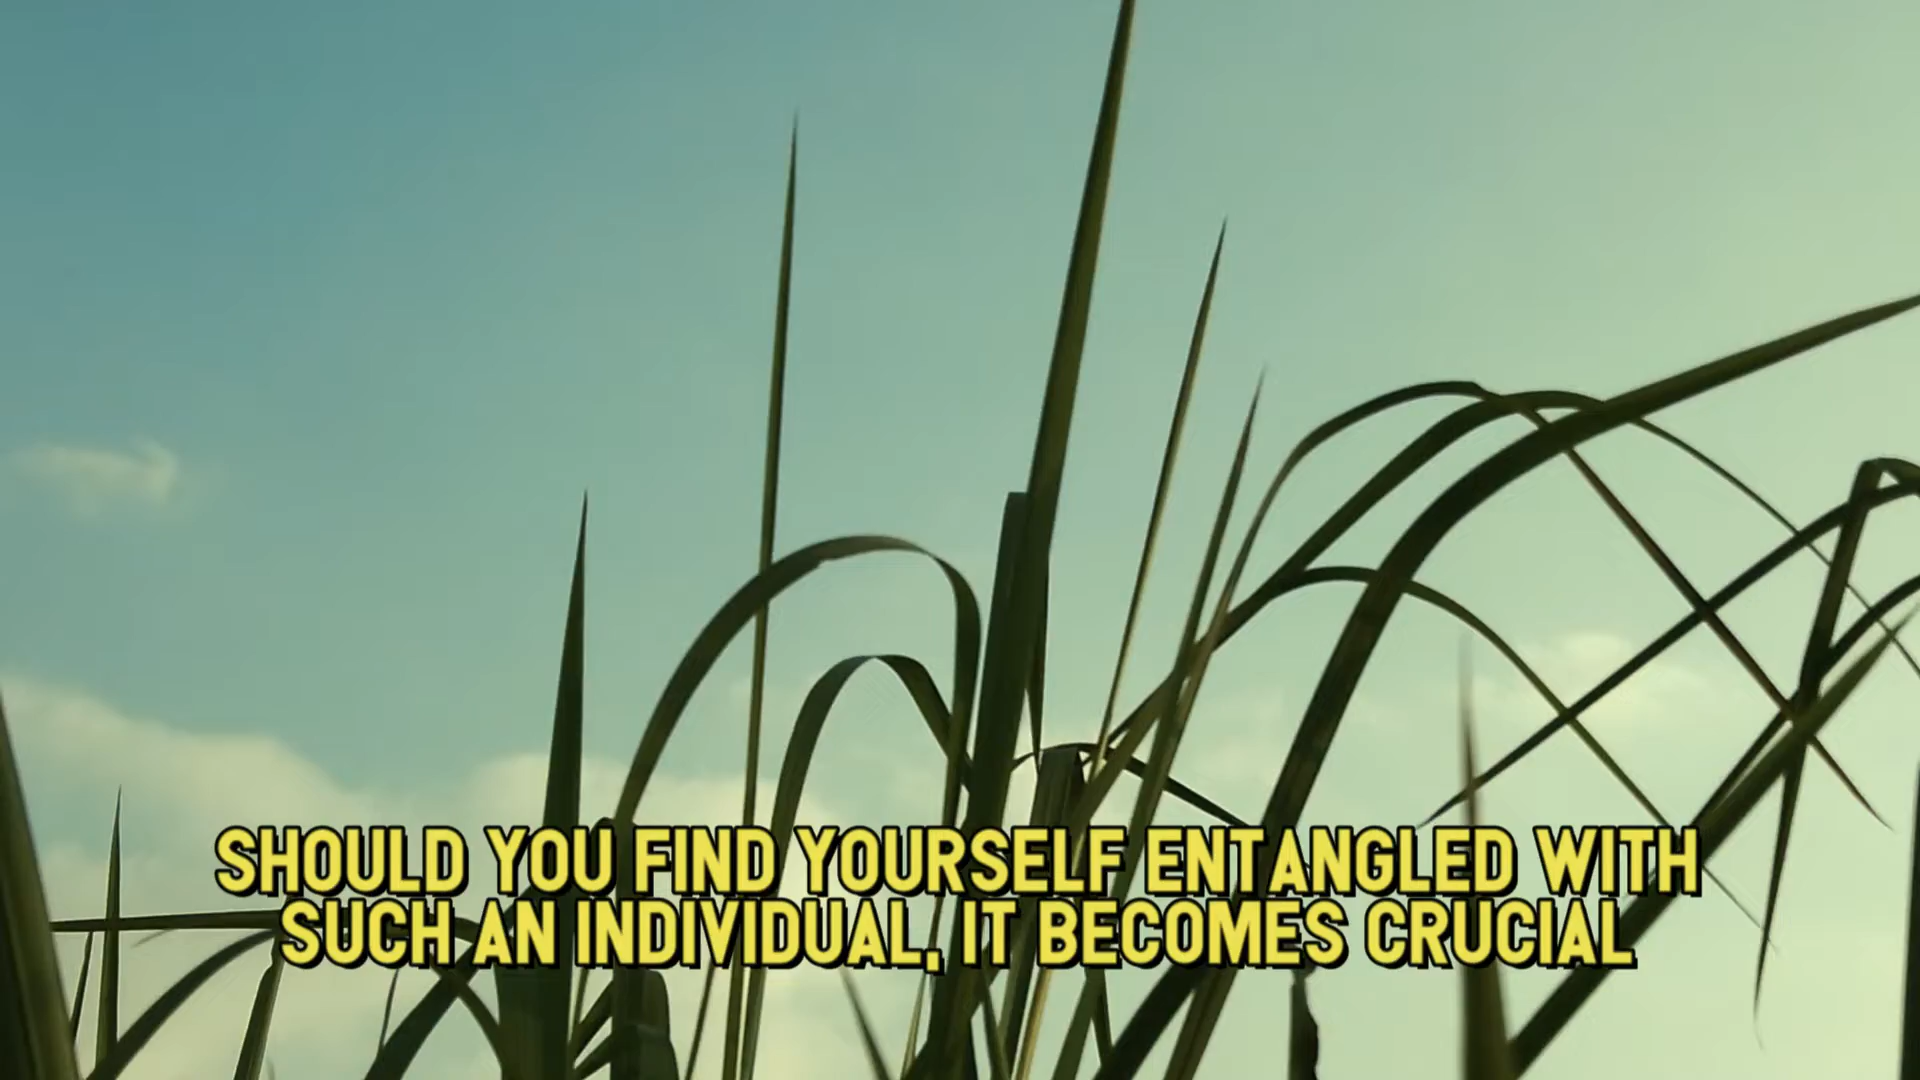 SHOULD YOU FIND YOURSELF ENTANGLED WITH
SUCH AN INDIVIDUAL, IT BECOMES CRUCIAL